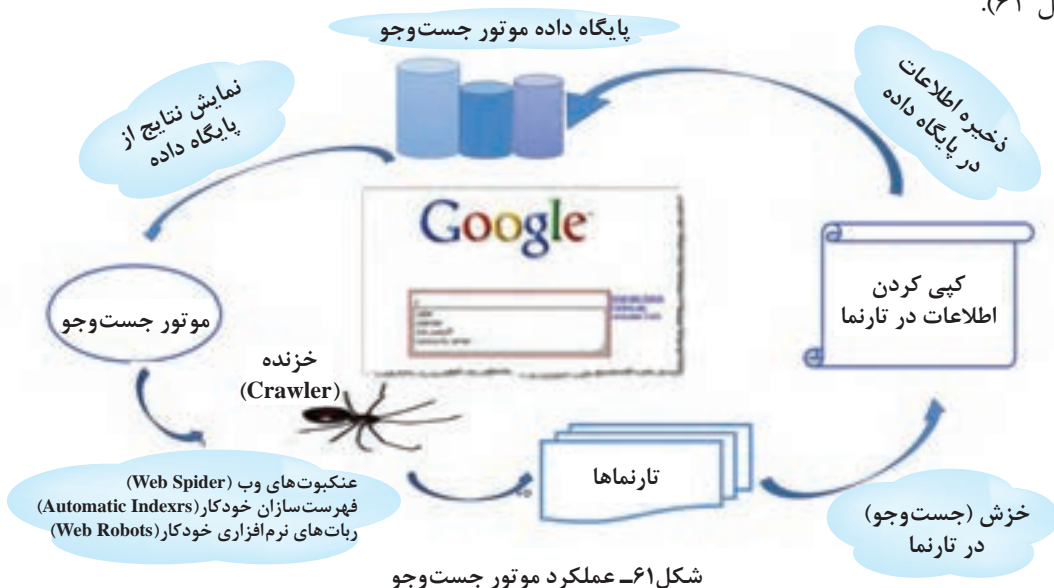 ل ۶۱).
پایگاه داده موتور جست‌وجو
نمایش نتایج از
پایگاه داده
ذخیره اطلاعات
در پایگاه داده
Google
موتور جست‌وجو
کپی کردن
اطلاعات در تارنما
خزنده
(Crawler)
عنکبوت‌های وب (Web Spider)
فهرست‌سازان خودکار(Automatic Indexrs)
ربات‌های نرم‌افزاری خودکار(Web Robots)
تارنماها
خزش (جست‌وجو)
در تارنما
شکل۶۱ــ عملکرد موتور جست‌وجو